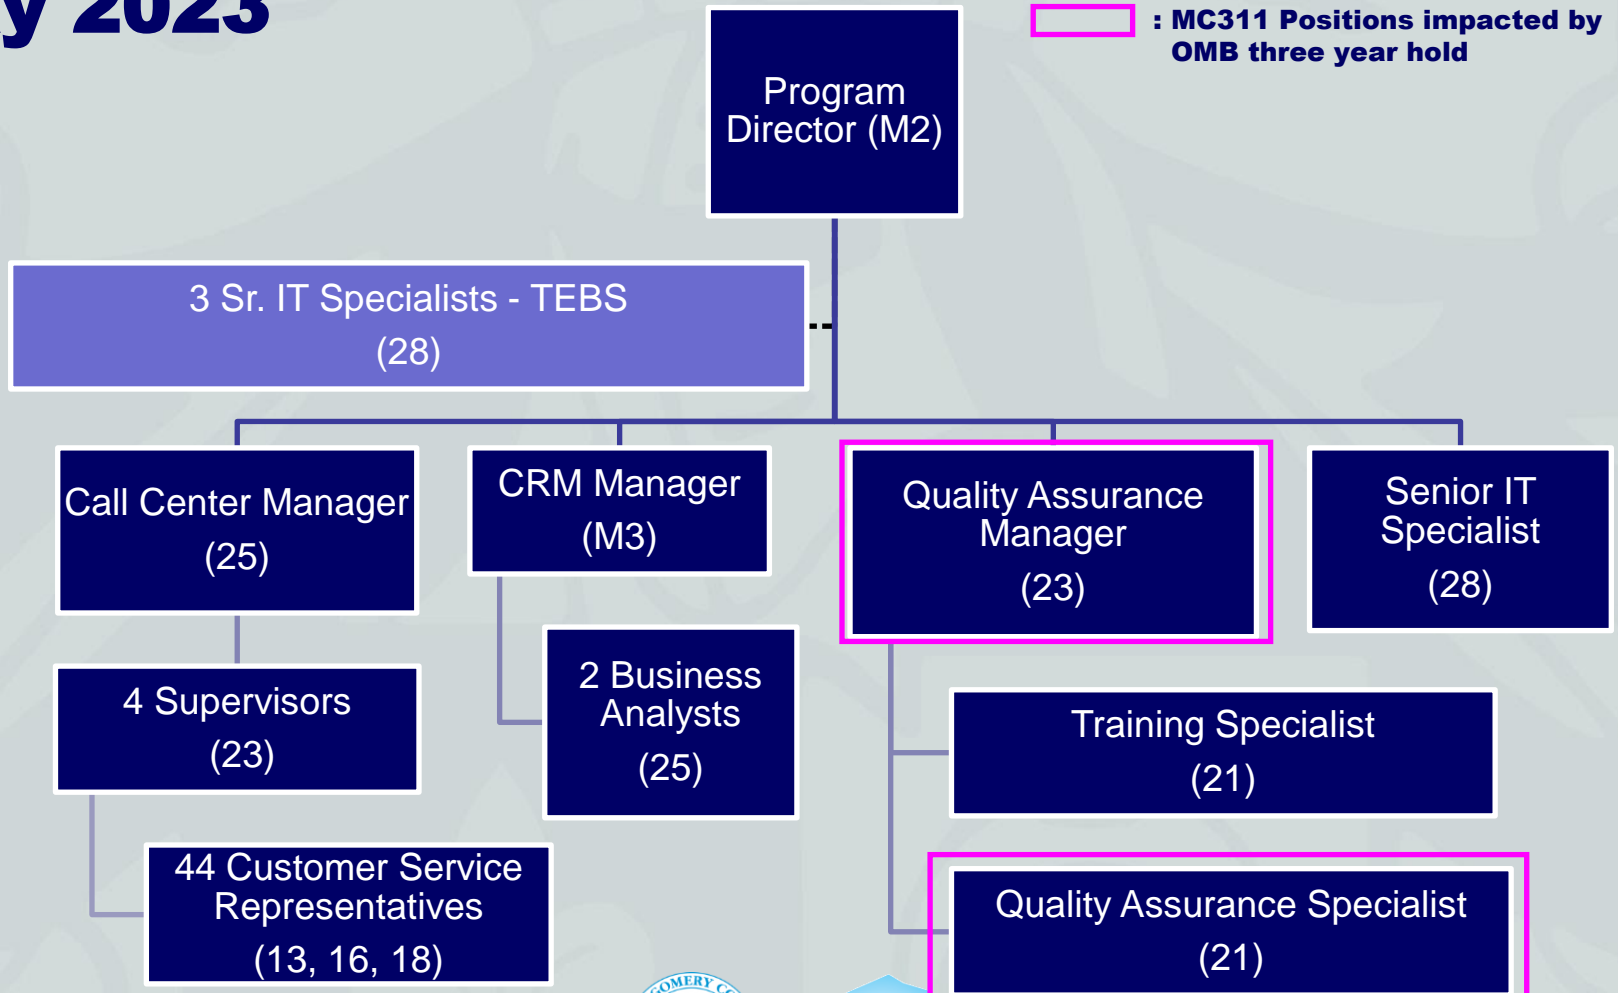 2023
: MC311 Positions impacted by
OMB three year hold
Program
Director (M2)
3 Sr. IT Specialists - TEBS
(28)
Call Center Manager
(25)
CRM Manager
(M3)
Quality Assurance
Manager
(23)
Senior IT
Specialist
(28)
4 Supervisors
(23)
2 Business
Analysts
(25)
Training Specialist
(21)
44 Customer Service
Representatives
(13, 16, 18)
Quality Assurance Specialist
(21)